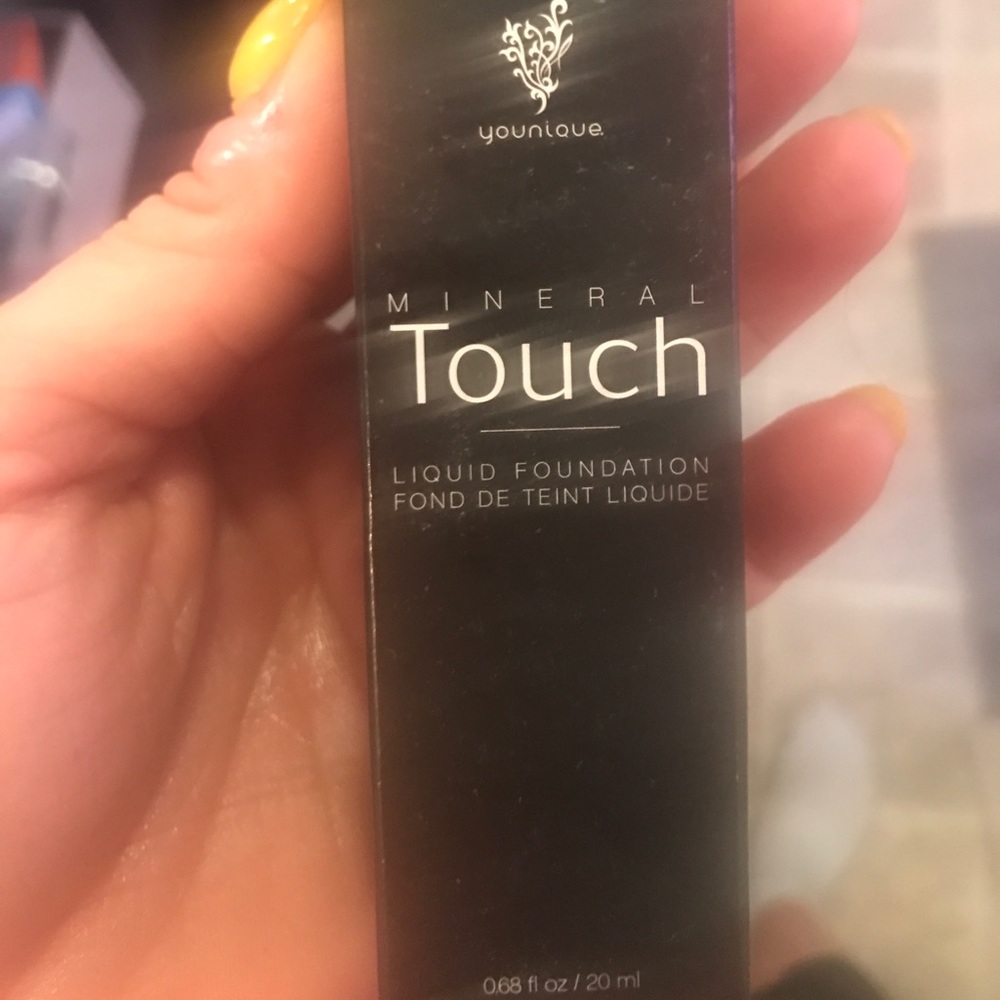 younique
MINERAL
Touch
LIQUID FOUNDATION
FOND DE TEINT LIQUIDE
0.68 fl oz / 20 ml